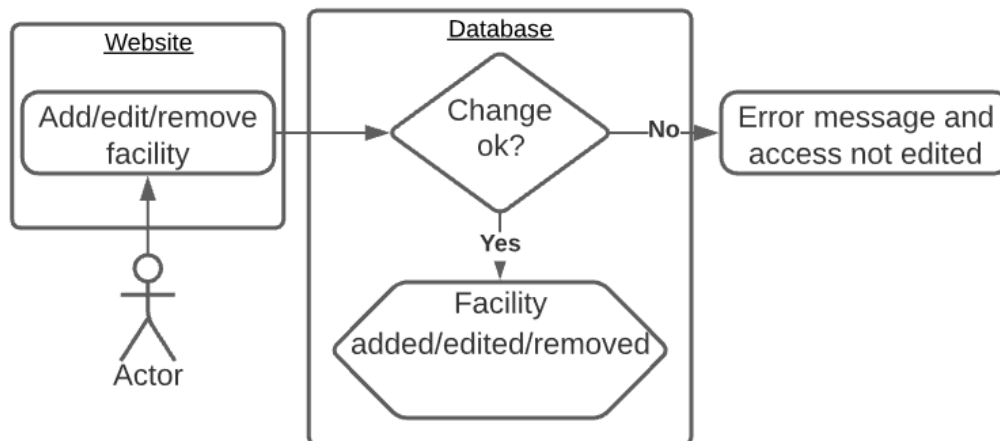 Website
Add/edit/remove
facility
Actor
Database
Change
ok?
No
Yes
Facility
added/edited/removed
Error message and
access not edited